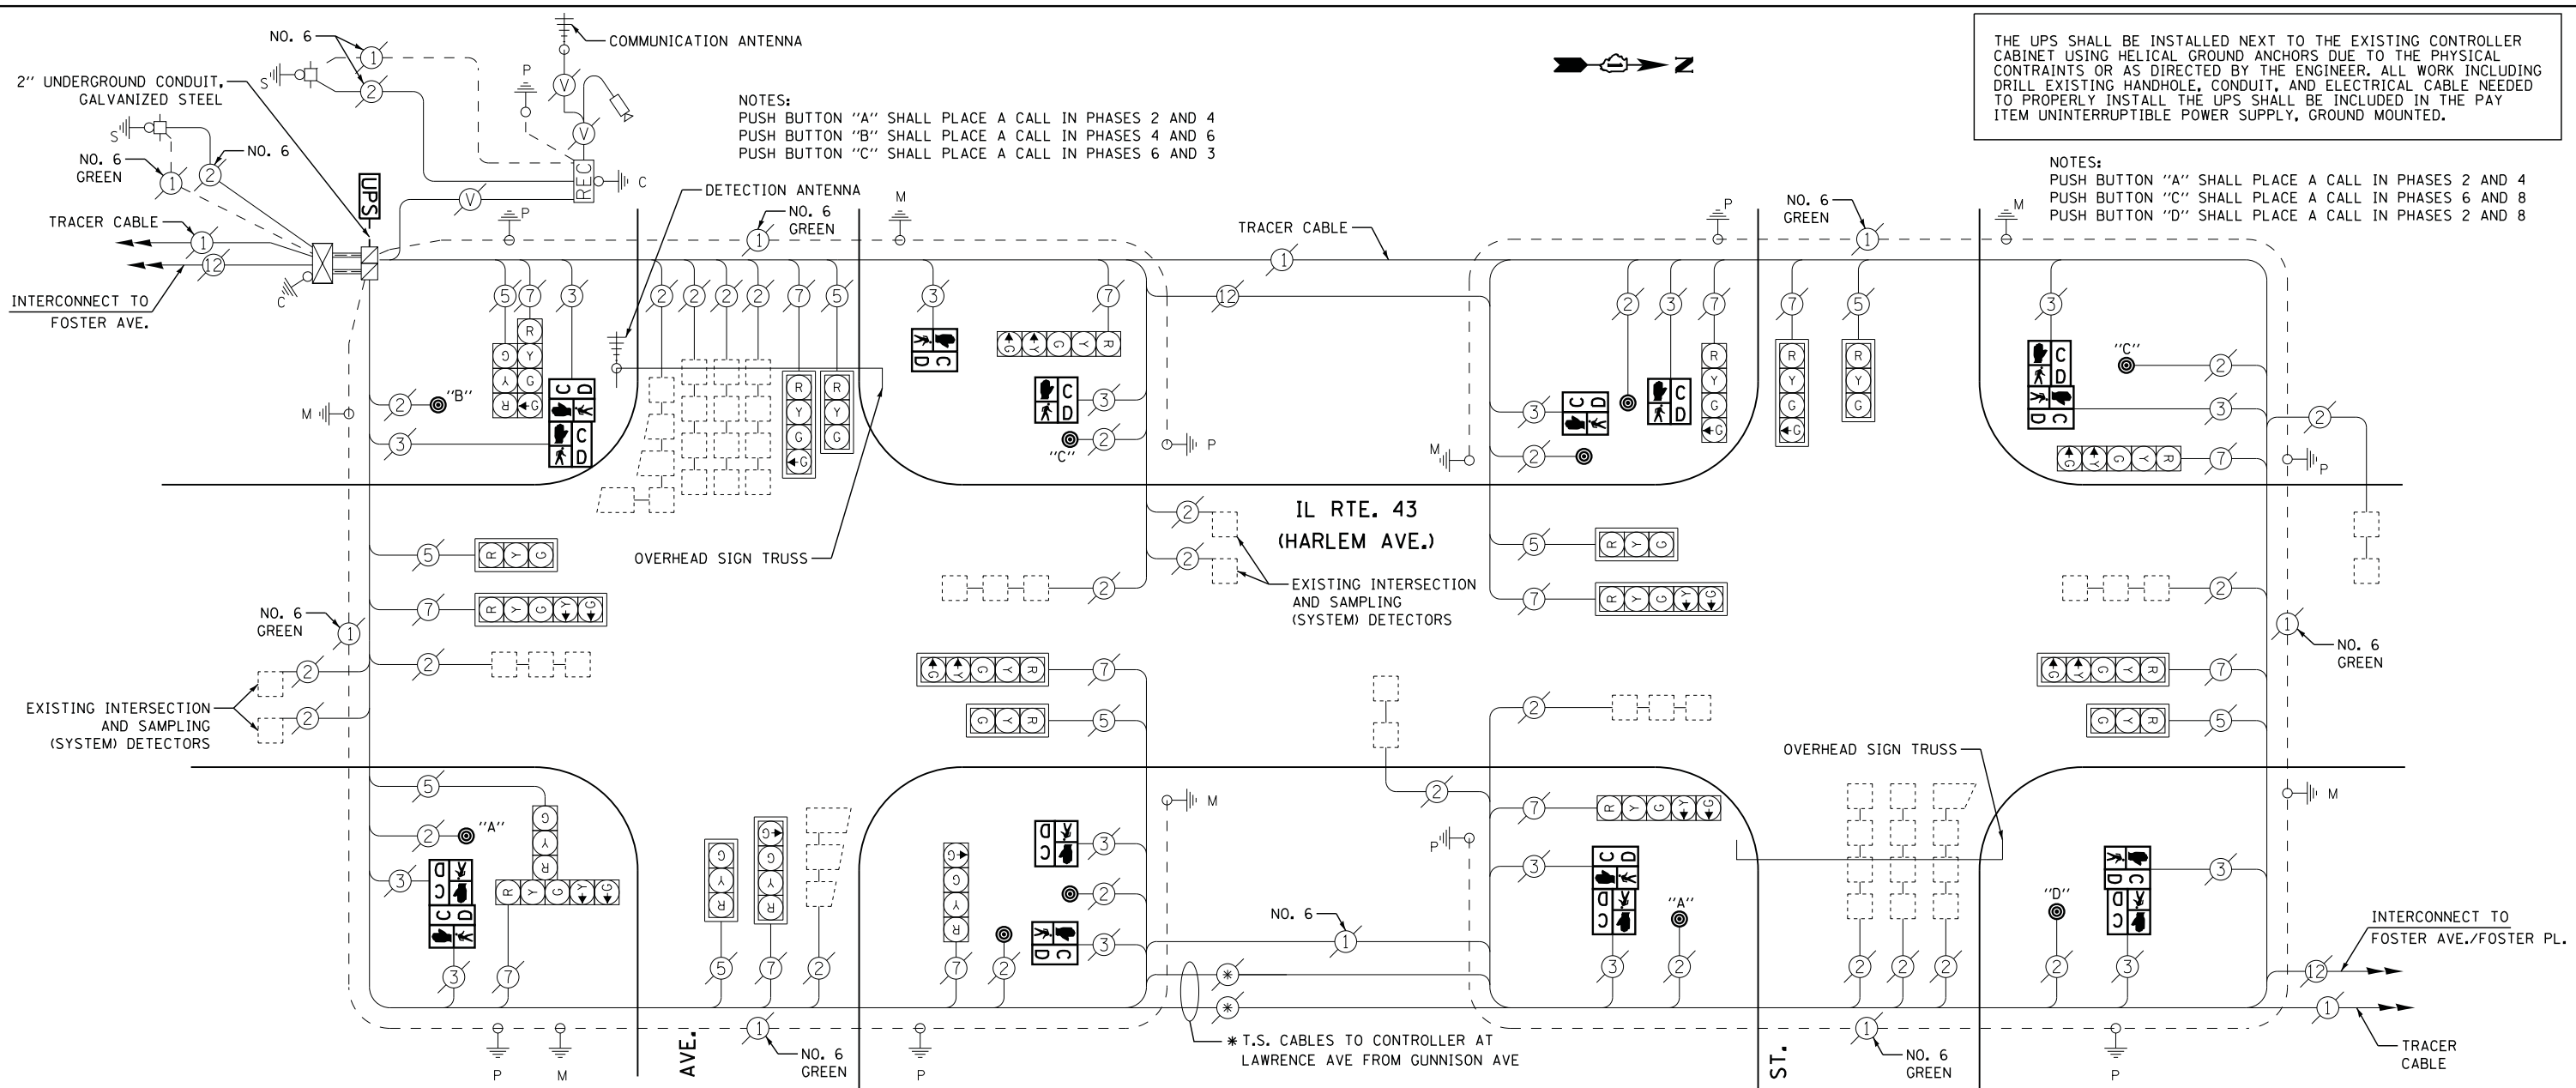 NO. 6
COMMUNICATION ANTENNA
2" UNDERGROUND CONDUIT,
GALVANIZED STEEL
NO. 6
NO. 6
GREEN
TRACER CABLE
INTERCONNECT TO
FOSTER AVE.
UPS
REC
NOTES:
PUSH BUTTON "A" SHALL PLACE A CALL IN PHASES 2 AND 4
PUSH BUTTON "B" SHALL PLACE A CALL IN PHASES 4 AND 6
PUSH BUTTON "C" SHALL PLACE A CALL IN PHASES 6 AND 3
N
THE UPS SHALL BE INSTALLED NEXT TO THE EXISTING CONTROLLER
CABINET USING HELICAL GROUND ANCHORS DUE TO THE PHYSICAL
CONTRAINTS OR AS DIRECTED BY THE ENGINEER. ALL WORK INCLUDING
DRILL EXISTING HANDHOLE, CONDUIT, AND ELECTRICAL CABLE NEEDED
TO PROPERLY INSTALL THE UPS SHALL BE INCLUDED IN THE PAY
ITEM UNINTERRUPTIBLE POWER SUPPLY, GROUND MOUNTED.
NOTES:
PUSH BUTTON "A" SHALL PLACE A CALL IN PHASES 2 AND 4
PUSH BUTTON "C" SHALL PLACE A CALL IN PHASES 6 AND 8
PUSH BUTTON "D" SHALL PLACE A CALL IN PHASES 2 AND 8
DETECTION ANTENNA
NO. 6
GREEN
TRACER CABLE
NO. 6
GREEN
"B"
"C"
"C"
OVERHEAD SIGN TRUSS
IL RTE. 43
(HARLEM AVE.)
EXISTING INTERSECTION
AND SAMPLING
(SYSTEM) DETECTORS
NO. 6
GREEN
NO. 6
GREEN
EXISTING INTERSECTION
AND SAMPLING
(SYSTEM) DETECTORS
OVERHEAD SIGN TRUSS
"A"
"A"
"D"
NO. 6
INTERCONNECT TO
FOSTER AVE./FOSTER PL.
* T.S. CABLES TO CONTROLLER AT
LAWRENCE AVE FROM GUNNISON AVE
AVE.
NO. 6
GREEN
ST.
NO. 6
GREEN
TRACER
CABLE